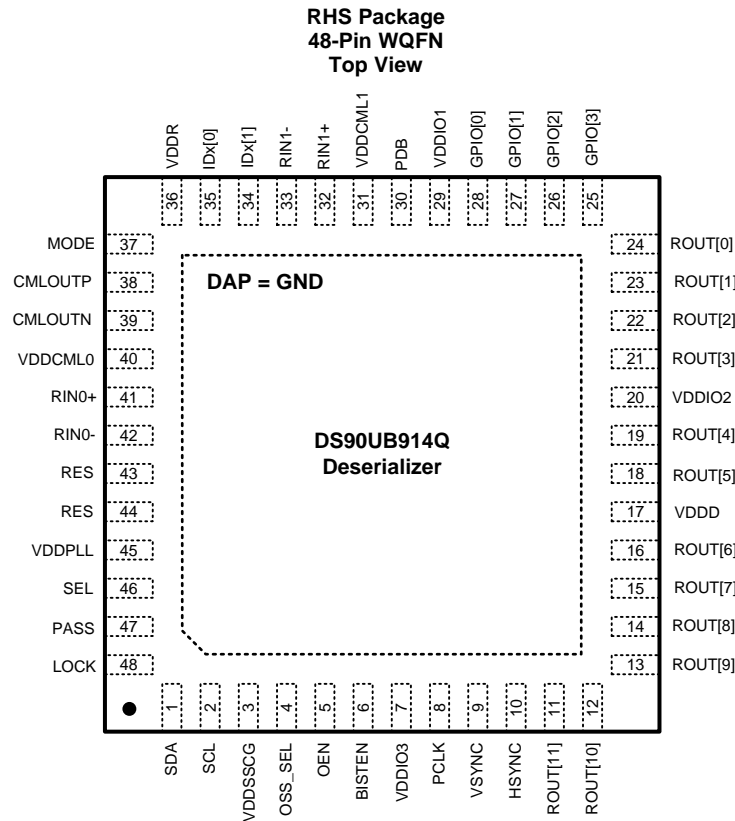 RHS Package
48-Pin WQFN
Top View
VDDR
IDx[0]
IDx[1]
RIN1-
RIN1+
VDDCML1
PDB
VDDIO1
GPIO[0]
GPIO[1]
GPIO[2]
GPIO[3]
36
35
34
33
32
31
30
29
28
27
26
25
MODE 37
CMLOUTP 38
CMLOUTN 39
VDDCML0 40
RIN0+ 41
RIN0- 42
RES 43
RES 44
VDDPLL 45
SEL 46
PASS 47
LOCK 48
DAP = GND
DS90UB914Q
Deserializer
24 ROUT[0]
23 ROUT[1]
22 ROUT[2]
21 ROUT[3]
20 VDDIO2
19 ROUT[4]
18 ROUT[5]
17 VDDD
16 ROUT[6]
15 ROUT[7]
14 ROUT[8]
13 ROUT[9]
1
2
3
4
5
6
7
8
9
10
11
12
SDA
SCL
VDDSSCG
OSS_SEL
OEN
BISTEN
VDDIO3
PCLK
VSYNC
HSYNC
ROUT[11]
ROUT[10]